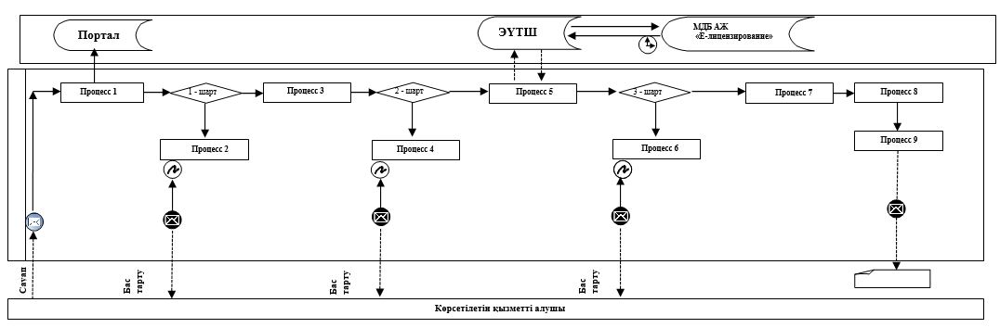 Портал
ЭҮТШ
МДБ АЖ
«Е-лицензирование»
Процесс 1
1 - шарт
Процесс 3
2 - шарт
Процесс 5
3 - шарт
Процесс 7
Процесс 8
Процесс 2
Процесс 4
Процесс 6
Процесс 9
Сауап
Бас
тарту
Бас
тарту
Бас
тарту
Көрсетілетін қызметті алушы